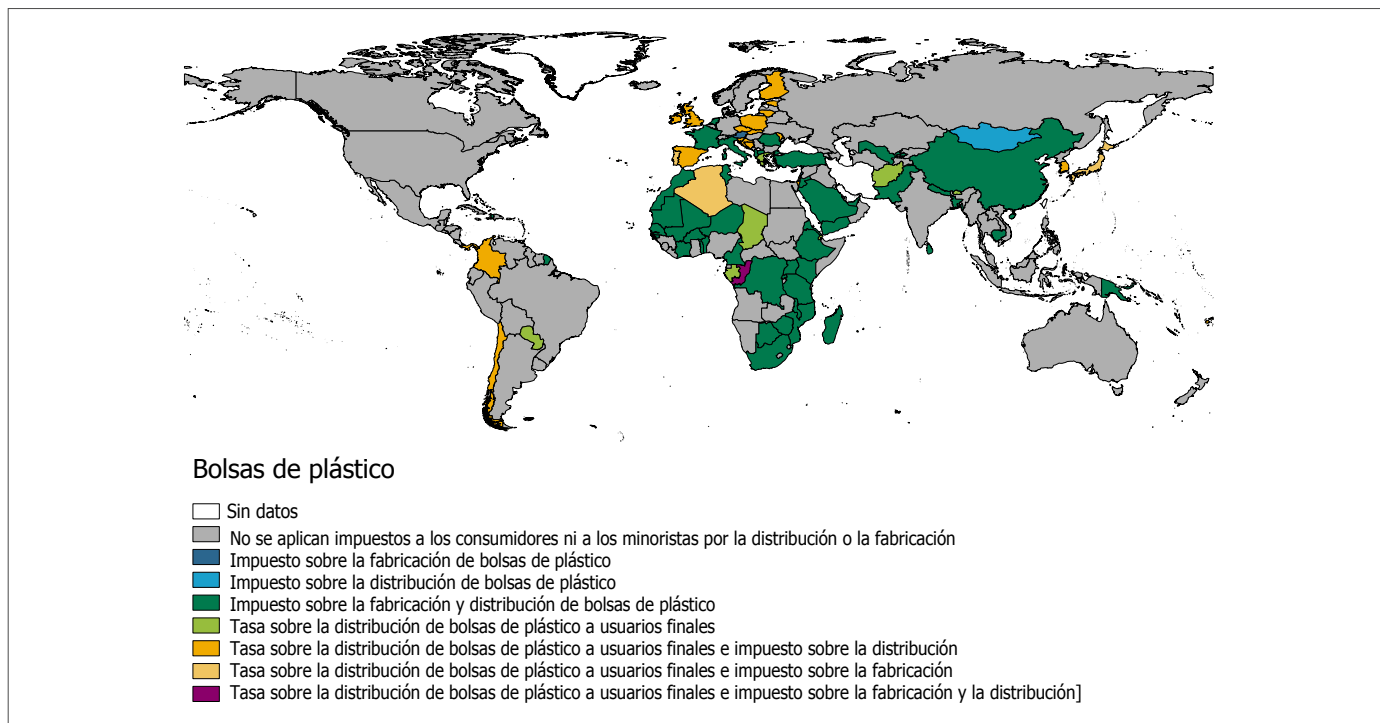 Bolsas de plástico
Sin datos
No se aplican impuestos a los consumidores ni a los minoristas por la distribución o la fabricación
Impuesto sobre la fabricación de bolsas de plástico
Impuesto sobre la distribución de bolsas de plástico
Impuesto sobre la fabricación y distribución de bolsas de plástico
Tasa sobre la distribución de bolsas de plástico a usuarios finales
Tasa sobre la distribución de bolsas de plástico a usuarios finales e impuesto sobre la distribución
Tasa sobre la distribución de bolsas de plástico a usuarios finales e impuesto sobre la fabricación
Tasa sobre la distribución de bolsas de plástico a usuarios finales e impuesto sobre la fabricación y la distribución]